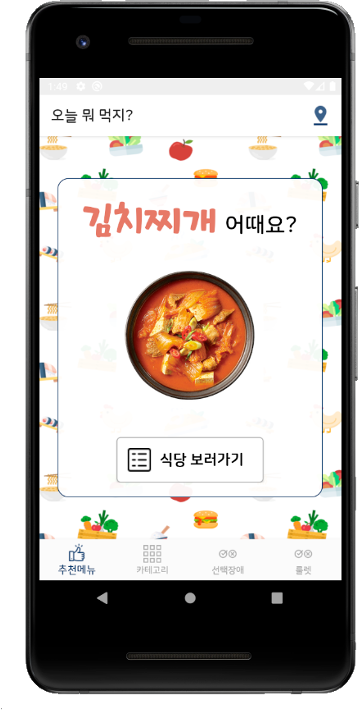 1:49
오늘 뭐 먹지?
김치찌개 어때요?
식당 보러가기
추천메뉴 카테고리 선택장애 룰렛